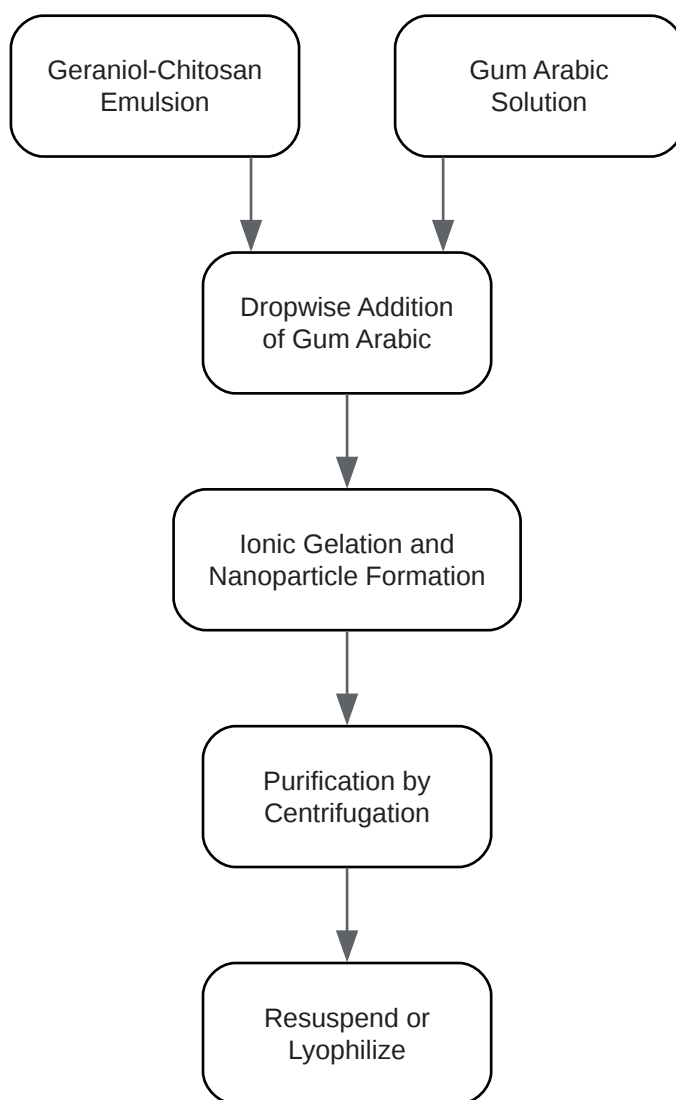 Geraniol-Chitosan
Emulsion
Gum Arabic
Solution
Dropwise Addition
of Gum Arabic
Ionic Gelation and
Nanoparticle Formation
Purification by
Centrifugation
Resuspend or
Lyophilize